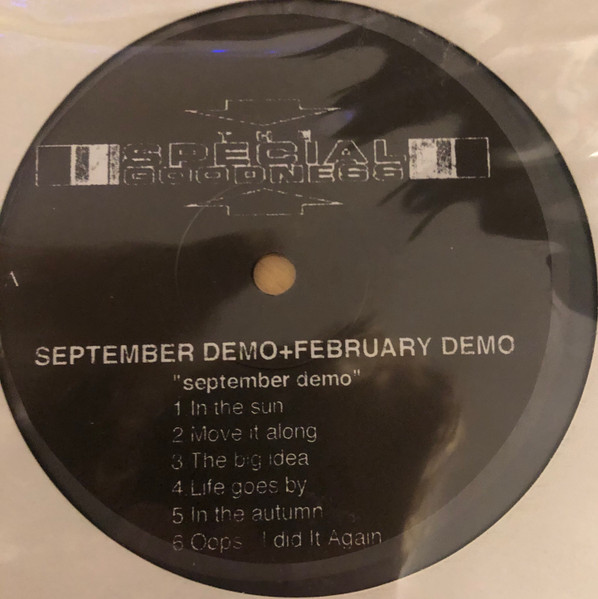 THE
SPECIAL
GOODNESS
SEPTEMBER DEMO+FEBRUARY DEMO
"september demo"
1 In the sun
2 Move it along
3 The big idea
4 Life goes by
5 In the autumn
6 Oops I did It Again